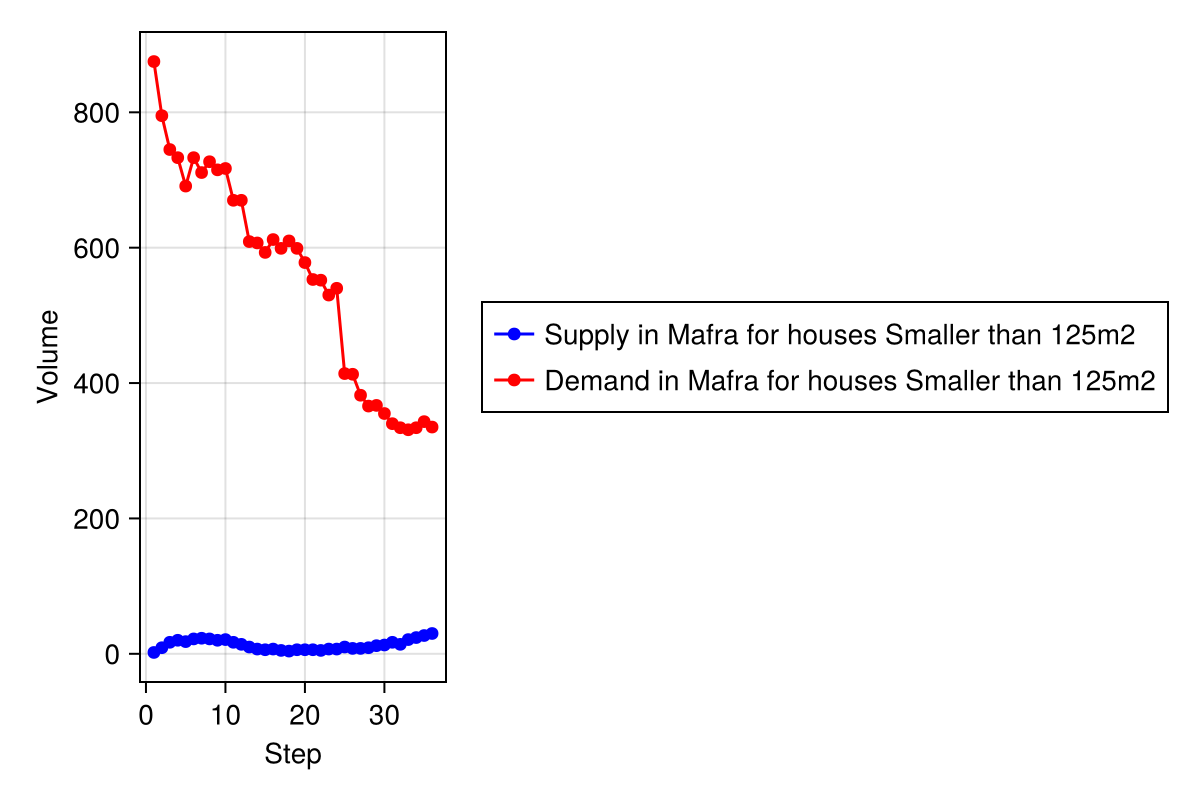 800
600
400
200
0
Volume
0 10 20 30
Step
Supply in Mafra for houses Smaller than 125m2
Demand in Mafra for houses Smaller than 125m2